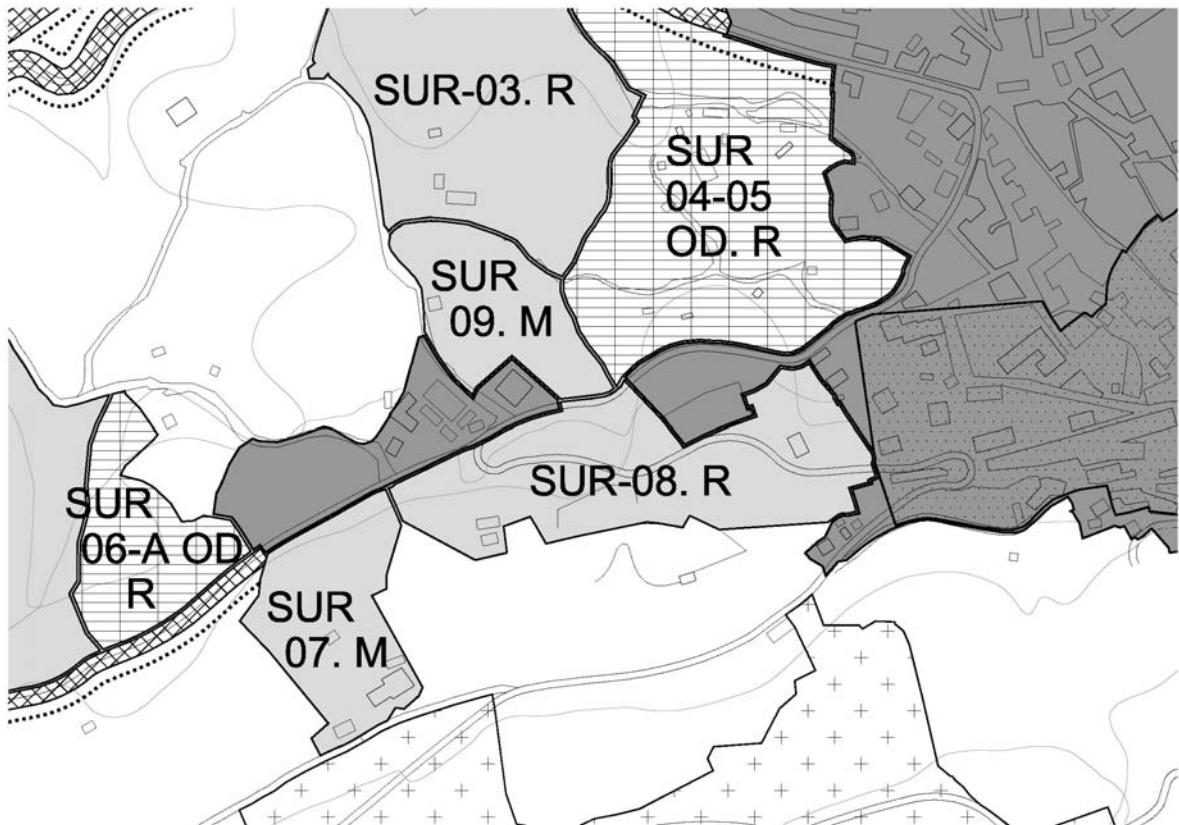 SUR-03. R
SUR
04-05
OD. R
SUR
09. M
SUR-08. R
SUR
06-A OD
R
SUR
07. M